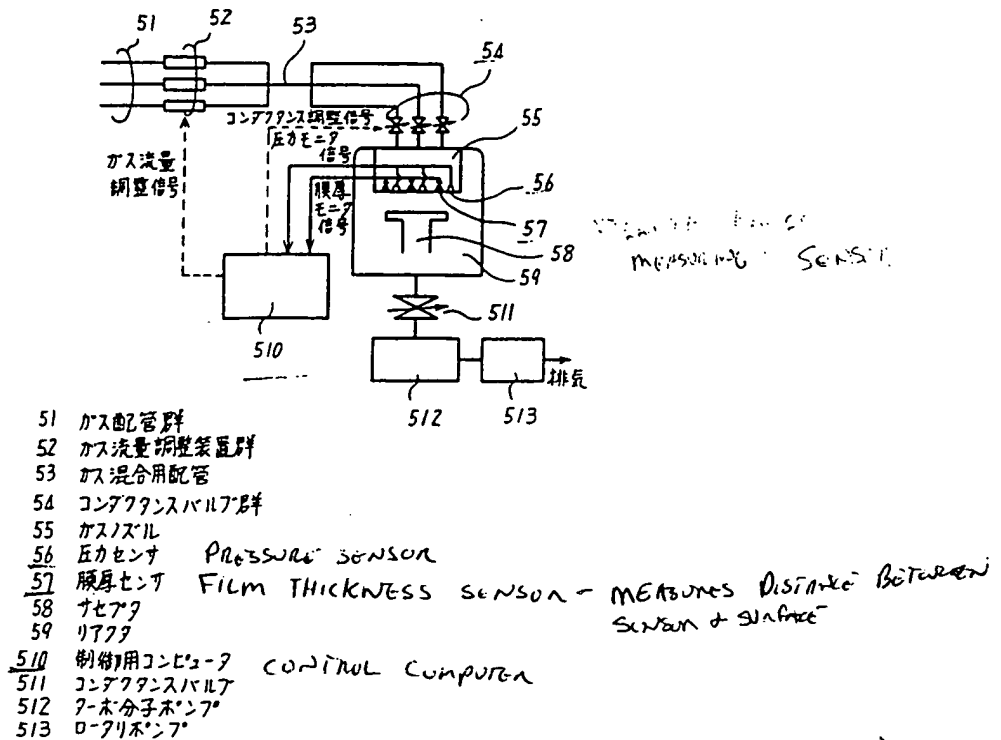 51
52
53
54
コンダクタンス調整信号
圧力モニタ
信号
55
ガス流量
調整信号
膜厚
モニタ
信号
56
57
58
59
MEASURING SENSOR
510
511
512
513
排気
51 ガス配管群
52 ガス流量調整装置群
53 ガス混合用配管
54 コンダクタンスバルブ群
55 ガスノズル
56 圧力センサ PRESSURE SENSOR
57 膜厚センサ FILM THICKNESS SENSOR - MEASURES DISTANCE BETWEEN
SENSOR & SURFACE
58 サセプタ
59 リアクタ
510 制御用コンピュータ CONTROL COMPUTER
511 コンダクタンスバルブ
512 ターボ分子ポンプ
513 ロータリポンプ